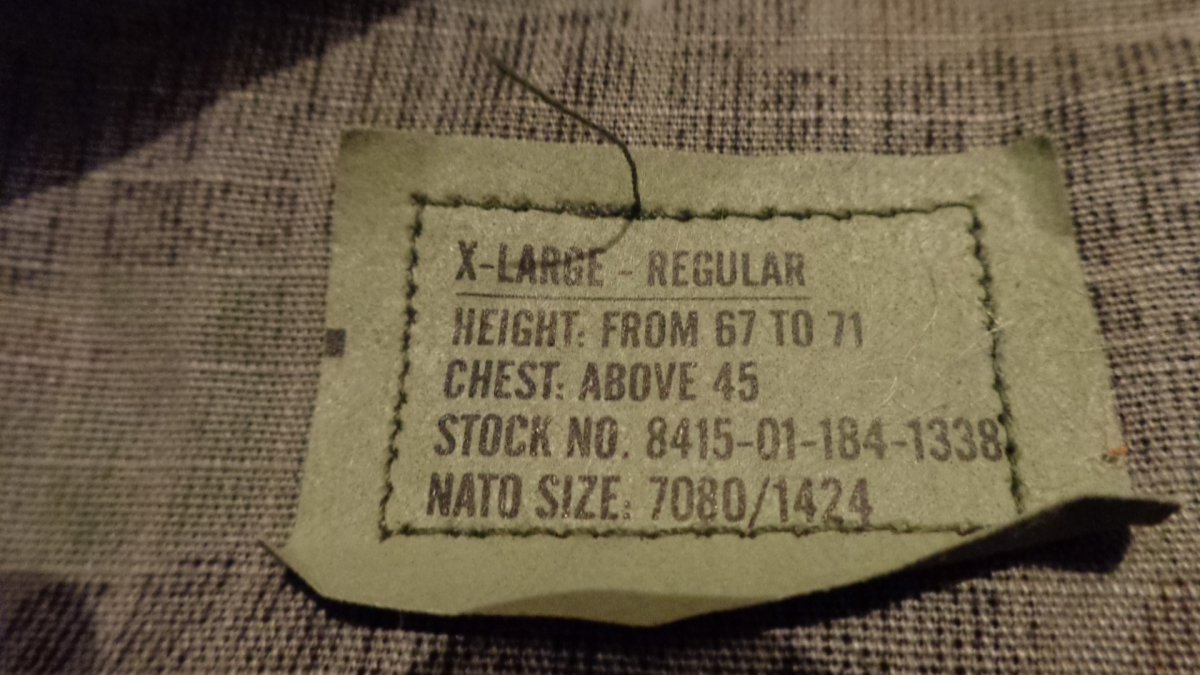 X-LARGE - REGULAR
HEIGHT: FROM 67 TO 71
CHEST: ABOVE 45
STOCK NO. 8415-01-184-1338
NATO SIZE: 7080/1424